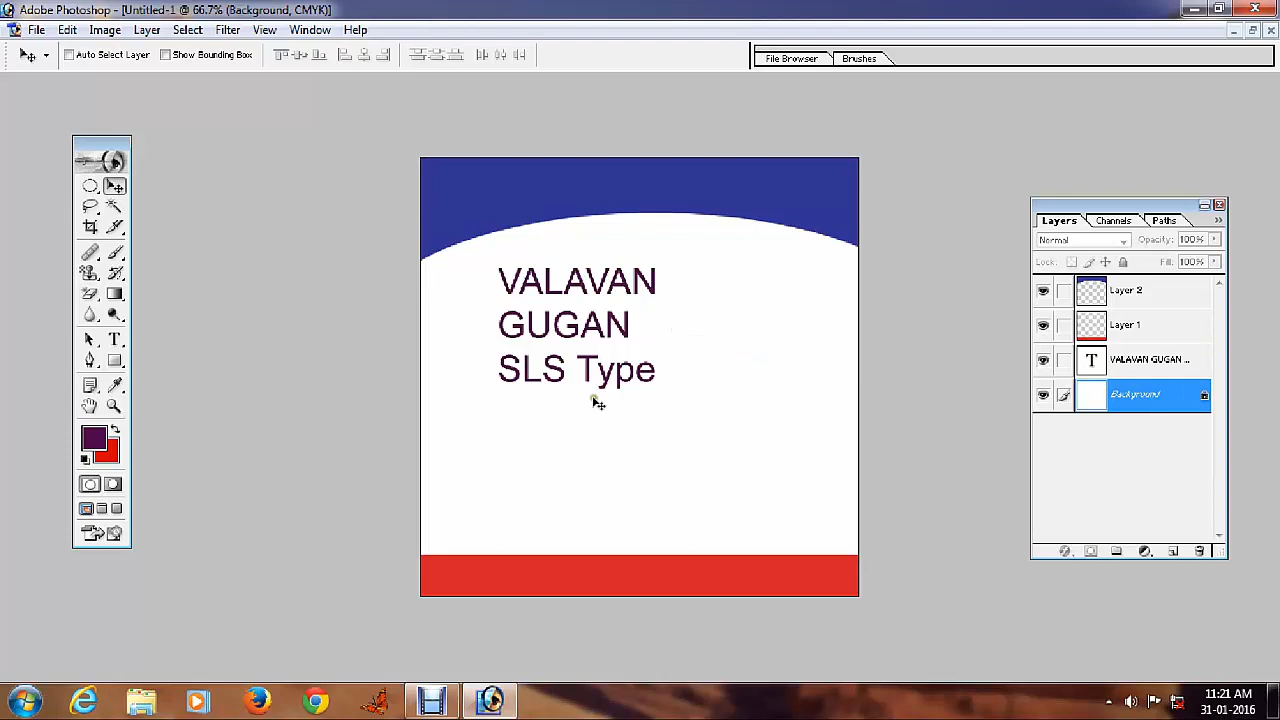 Adobe Photoshop - [Untitled-1 @ 66.7% (Background, CMYK)]
File Edit Image Layer Select Filter View Window Help
Auto Select Layer Show Bounding Box File Browser Brushes
VALAVAN
GUGAN
SLS Type
Layers Channels Paths
Normal Opacity: 100%
Lock: Fill: 100%
Layer 2
Layer 1
T VALAVAN GUGAN ...
Background
11:21 AM
31-01-2016